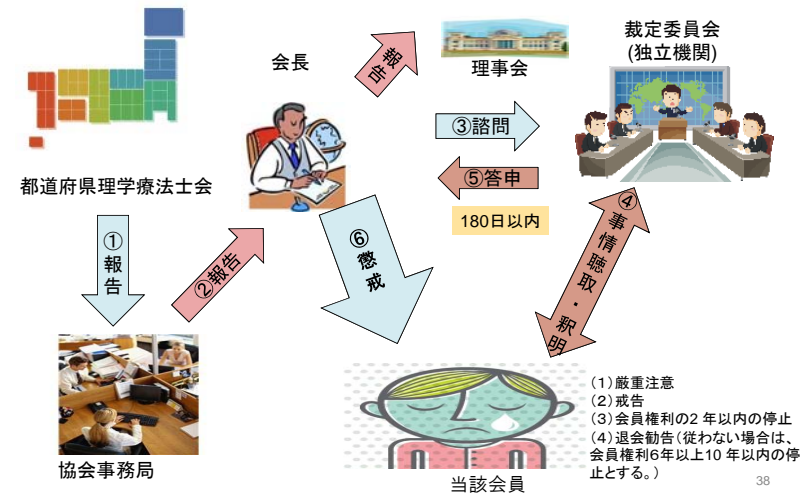 裁定委員会
(独立機関)
会長
報告
理事会
③諮問
⑤答申
180日以内
都道府県理学療法士会
①報告
②報告
⑥懲戒
④事情聴取・釈明
協会事務局
当該会員
(1)厳重注意
(2)戒告
(3)会員権利の2 年以内の停止
(4)退会勧告(従わない場合は、
会員権利6年以上10 年以内の停
止とする。)
38